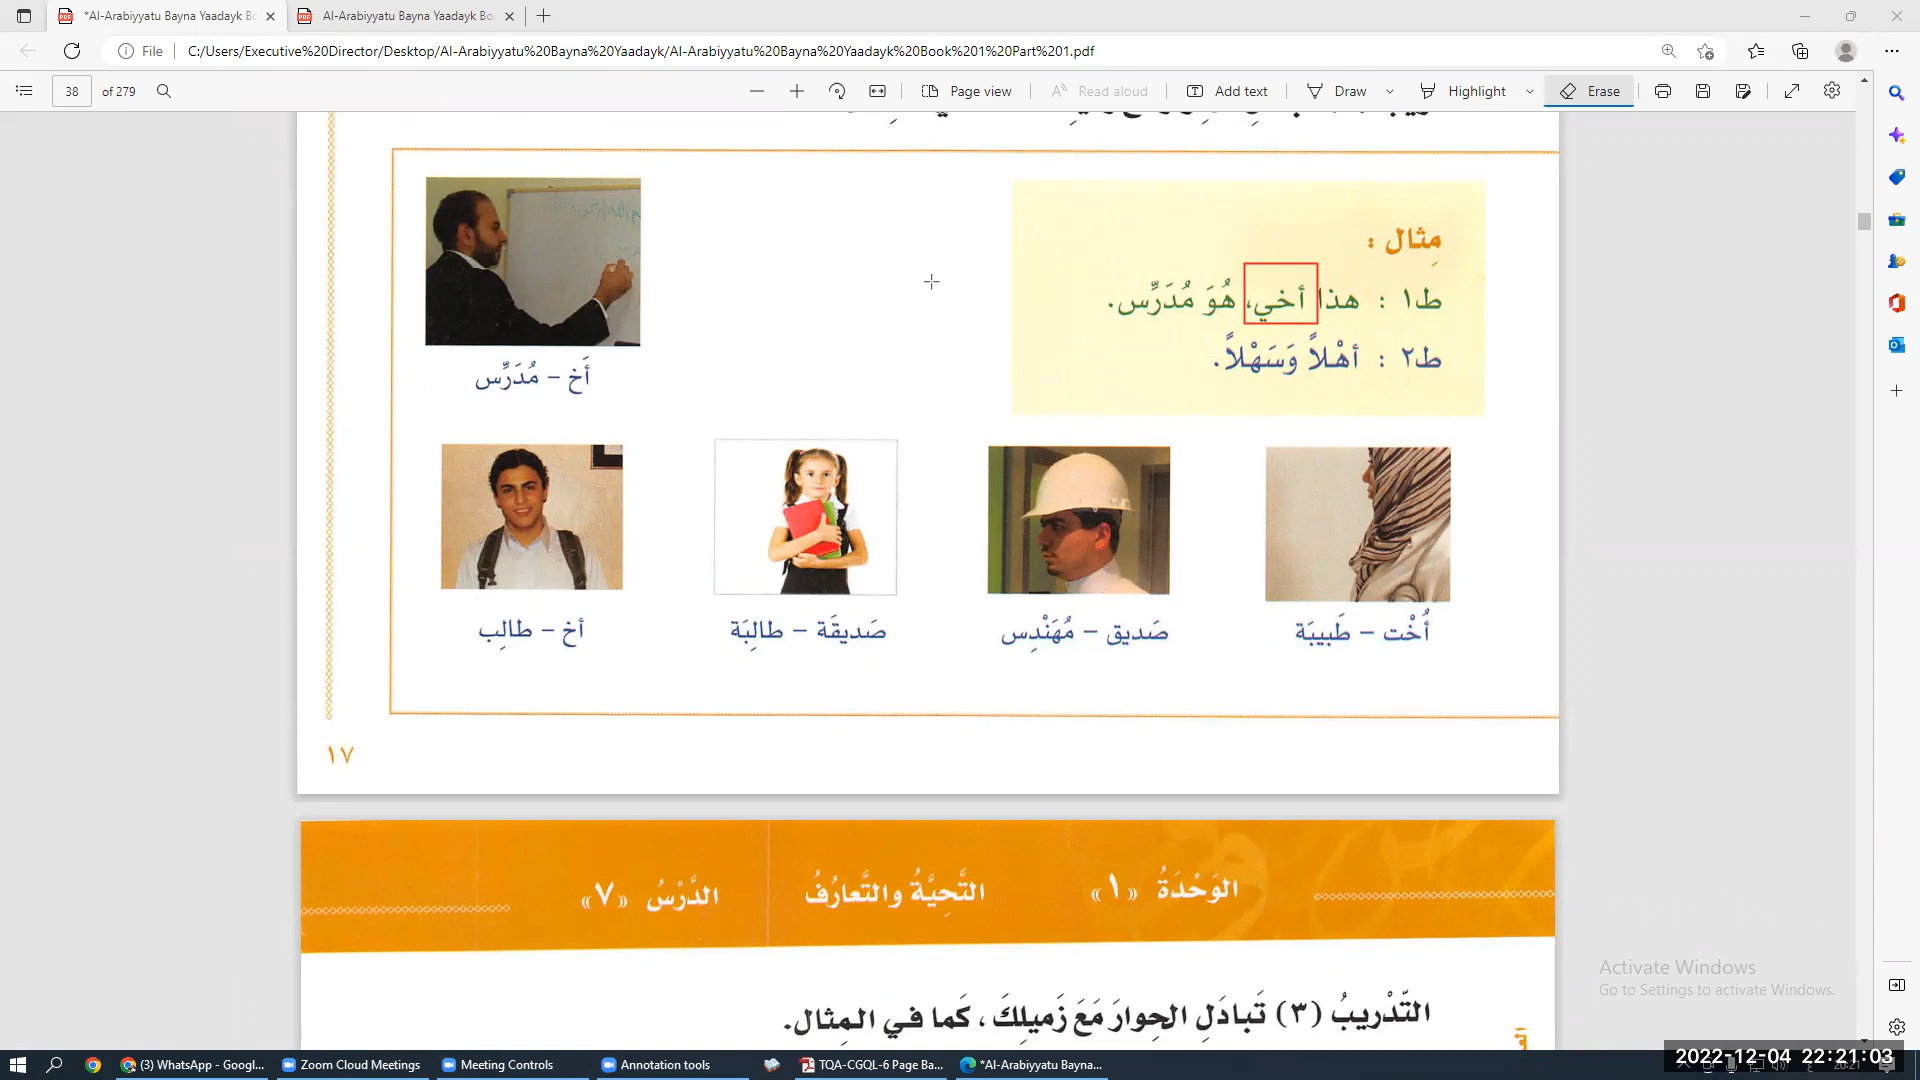 *Al-Arabiyyatu Bayna Yaadayk Bo
Al-Arabiyyatu Bayna Yaadayk Boo
File
C:/Users/Executive%20Director/Desktop/Al-Arabiyyatu%20Bayna%20Yaadayk/Al-Arabiyyatu%20Bayna%20Yaadayk%20Book%201%20Part%201.pdf
38 of 279
Page view
Read aloud
Add text
Draw
Highlight
Erase
مِثال :
ط١ : هذا أخي، هُوَ مُدَرِّس.
ط٢ : أهْلاً وَسَهْلاً.
أَخ – مُدَرِّس
أُخْت – طَبيبَة
صَديق – مُهَنْدِس
صَديقَة – طالِبَة
أخ – طالِب
١٧
الوَحْدَةُ «١»
التَّحِيَّةُ والتَّعارُفُ
الدَّرْسُ «٧»
التّدْريبُ (٣) تَبادَلِ الحِوارَ مَعَ زَميلِكَ ، كَما في المِثال.
Activate Windows
Go to Settings to activate Windows.
(3) WhatsApp - Googl...
Zoom Cloud Meetings
Meeting Controls
Annotation tools
TQA-CGQL-6 Page Ba...
*Al-Arabiyyatu Bayna...
2022-12-04 22:21:03